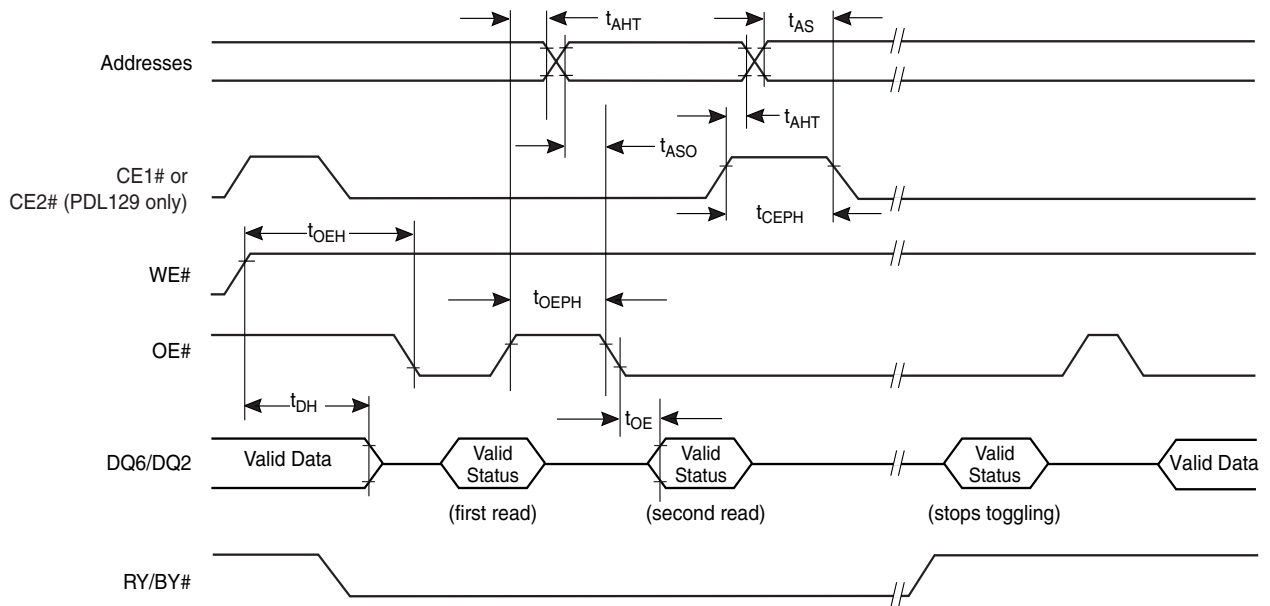 tAHT
tAS
Addresses
tAHT
tASO
CE1# or
CE2# (PDL129 only)
tCEPH
tOEH
WE#
tOEPH
OE#
tDH
tOE
DQ6/DQ2
Valid Data
Valid
Status
Valid
Status
Valid
Status
Valid Data
(first read)
(second read)
(stops toggling)
RY/BY#